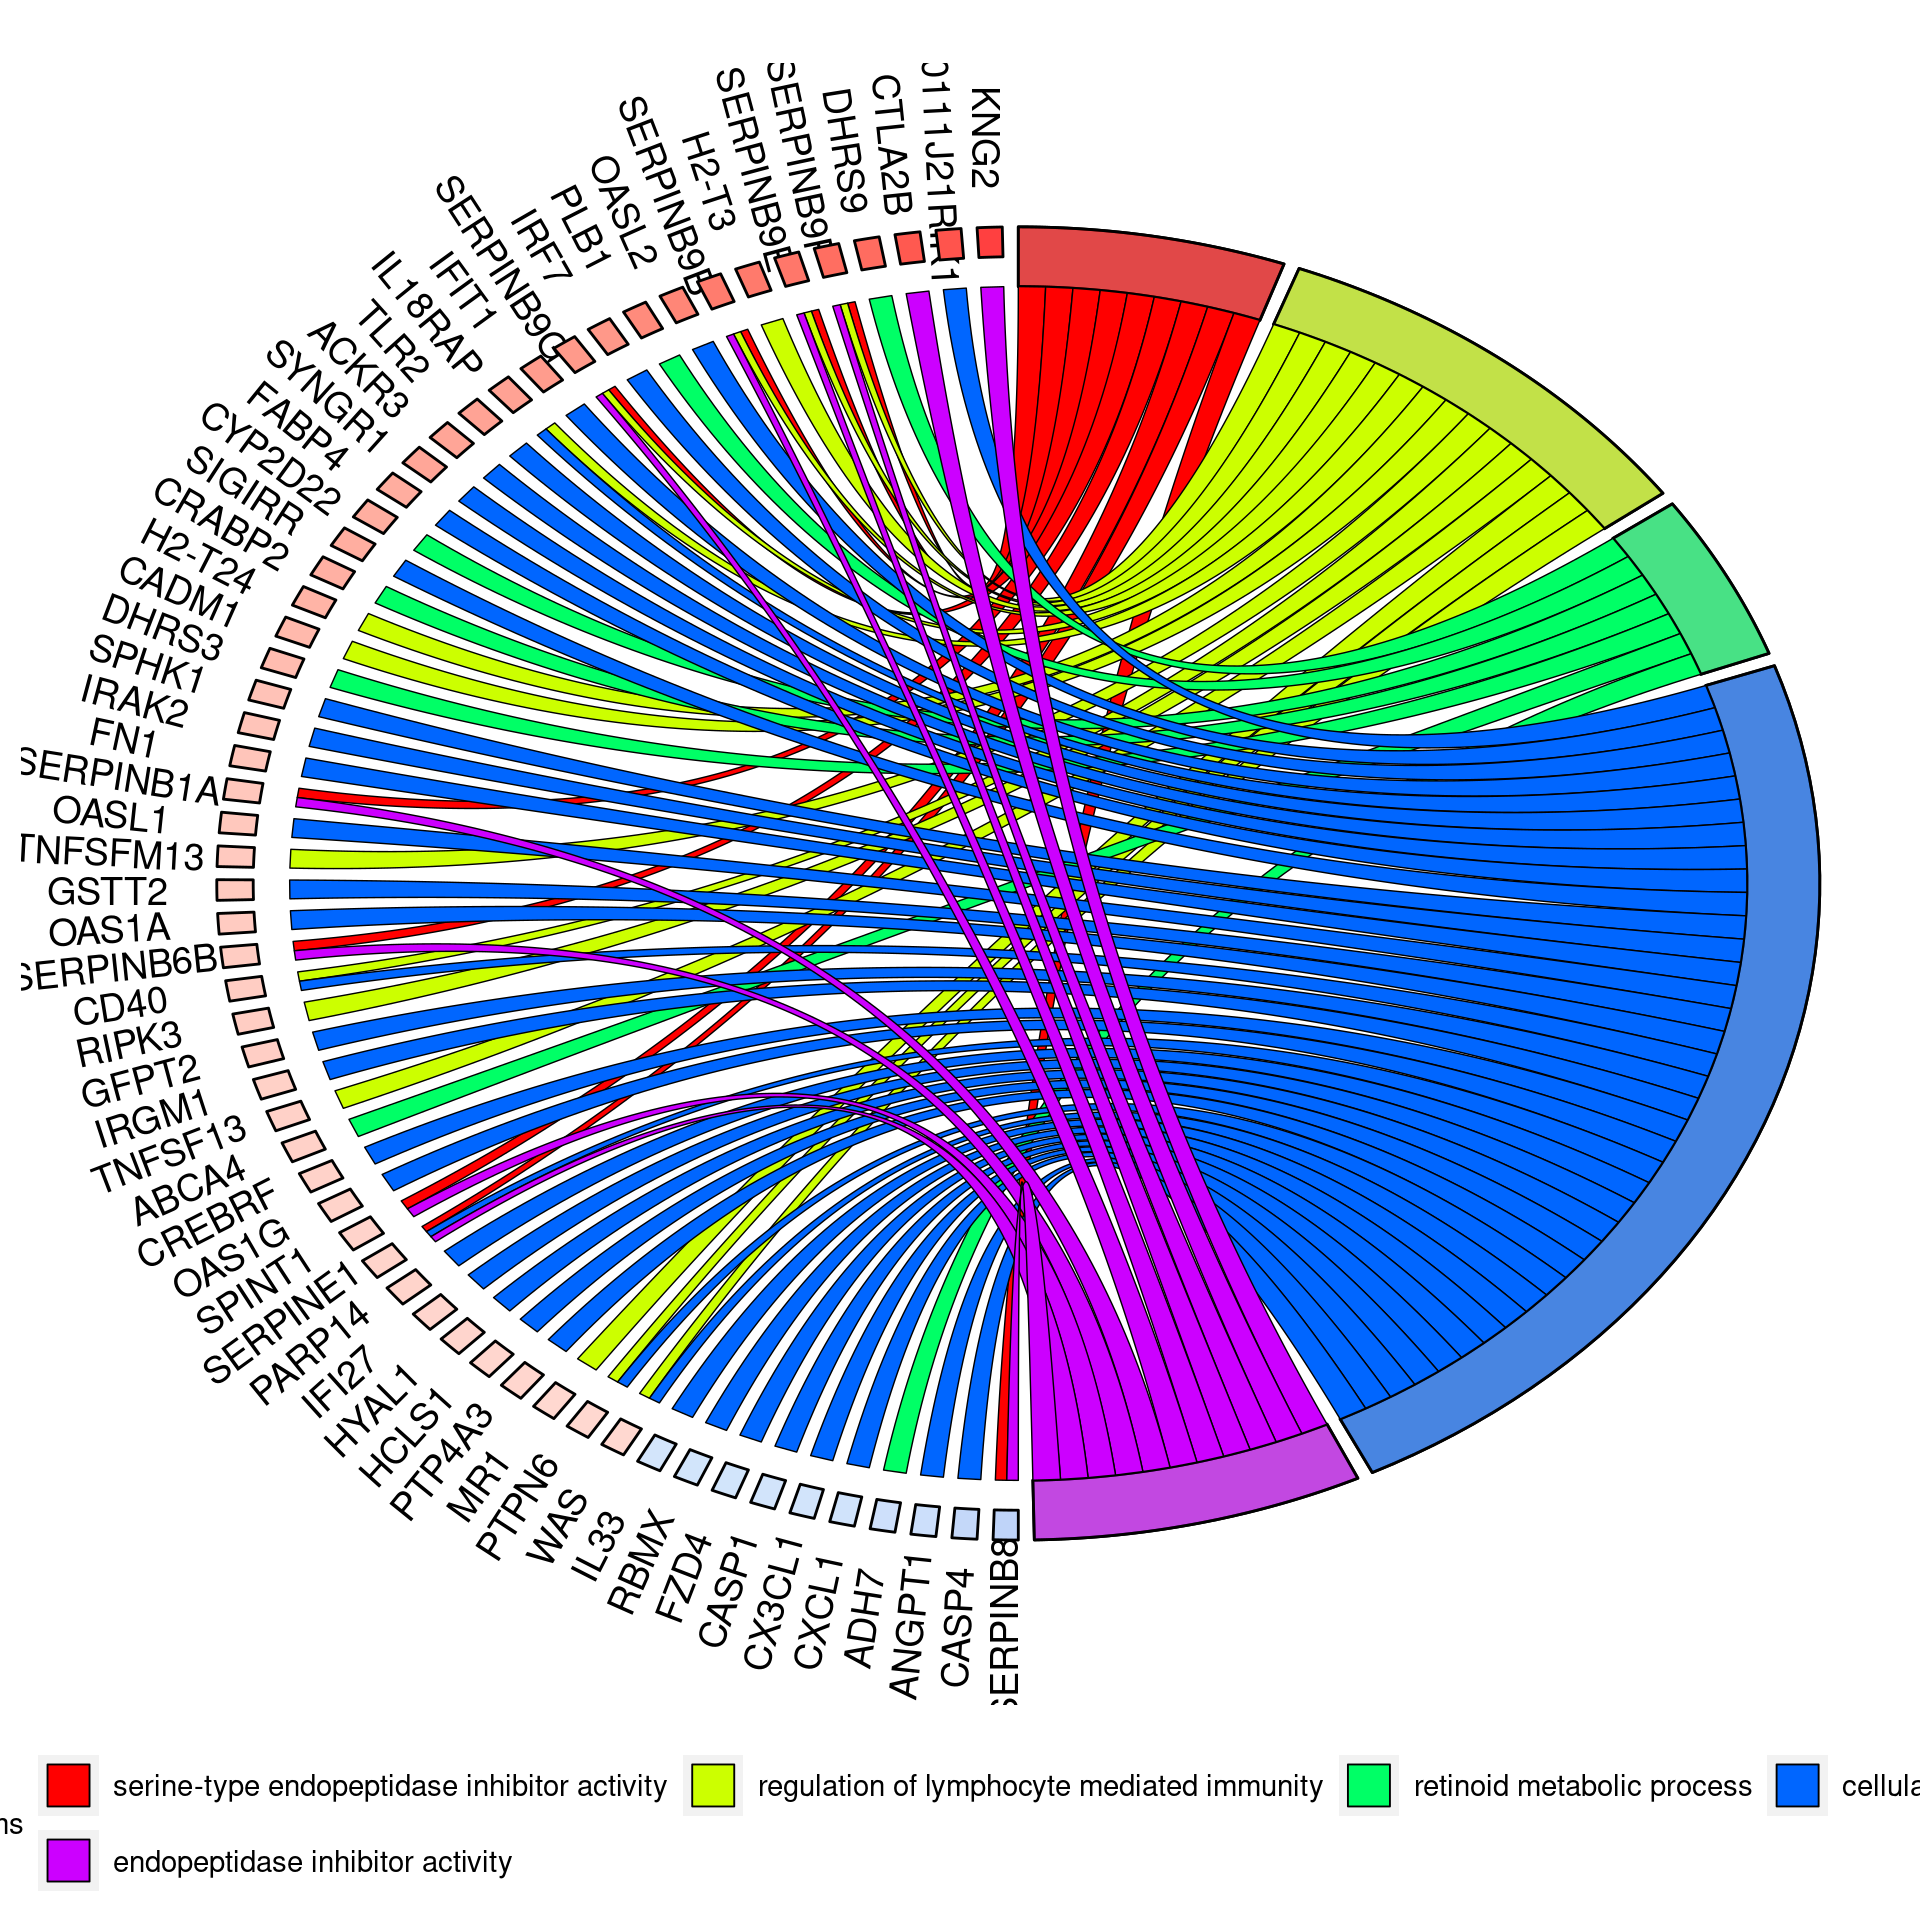 KNG2
CTLA2B
DHRS9
H2-T3
OASL2
PLB1
IRF7
IFIT1
IL18RAP
TLR2
ACKR3
SYNGR1
FABP4
CYP2D22
SIGIRR
CRABP2
H2-T24
CADM1
DHRS3
SPHK1
IRAK2
FN1
SERPINB1A
OASL1
TNFSFM13
GSTT2
OAS1A
SERPINB6B
CD40
RIPK3
GFPT2
IRGM1
TNFSF13
ABCA4
CREBRF
OAS1G
SPINT1
SERPINE1
PARP14
IFI27
HYAL1
HCLS1
PTP4A3
MR1
PTPN6
WAS
IL33
RBMX
FZD4
CASP1
CX3CL1
CXCL1
ADH7
ANGPT1
CASP4
SERPINB8
serine-type endopeptidase inhibitor activity regulation of lymphocyte mediated immunity retinoid metabolic process cellula
ns
endopeptidase inhibitor activity